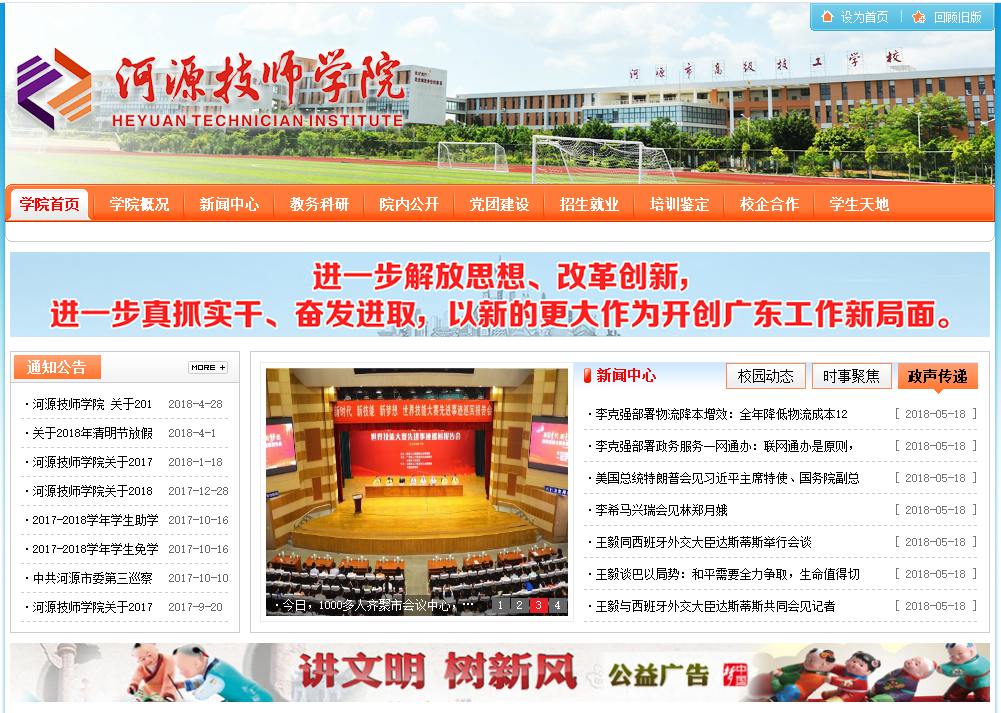 设为首页
回顾旧版
河源技师学院
HEYUAN TECHNICIAN INSTITUTE
河源市高级技工学校
学院首页
学院概况
新闻中心
教务科研
院内公开
党团建设
招生就业
培训鉴定
校企合作
学生天地
进一步解放思想、改革创新，
进一步真抓实干、奋发进取，以新的更大作为开创广东工作新局面。
通知公告
MORE +
·河源技师学院 关于201 2018-4-28
·关于2018年清明节放假 2018-4-1
·河源技师学院关于2017 2018-1-18
·河源技师学院关于2018 2017-12-28
·2017-2018学年学生助学 2017-10-16
·2017-2018学年学生免学 2017-10-16
·中共河源市委第三巡察 2017-10-10
·河源技师学院关于2017 2017-9-20
新时代 新技能 新梦想 世界技能大赛先进事迹巡回报告会
世界技能大赛先进事迹巡回报告会
·今日，1000多人齐聚市会议中心，…
1 2 3 4
新闻中心
校园动态
时事聚焦
政声传递
·李克强部署物流降本增效：全年降低物流成本12 [ 2018-05-18 ]
·李克强部署政务服务一网通办：联网通办是原则， [ 2018-05-18 ]
·美国总统特朗普会见习近平主席特使、国务院副总 [ 2018-05-18 ]
·李希马兴瑞会见林郑月娥 [ 2018-05-18 ]
·王毅同西班牙外交大臣达斯蒂斯举行会谈 [ 2018-05-18 ]
·王毅谈巴以局势：和平需要全力争取，生命值得切 [ 2018-05-18 ]
·王毅与西班牙外交大臣达斯蒂斯共同会见记者 [ 2018-05-18 ]
讲文明 树新风
公益广告